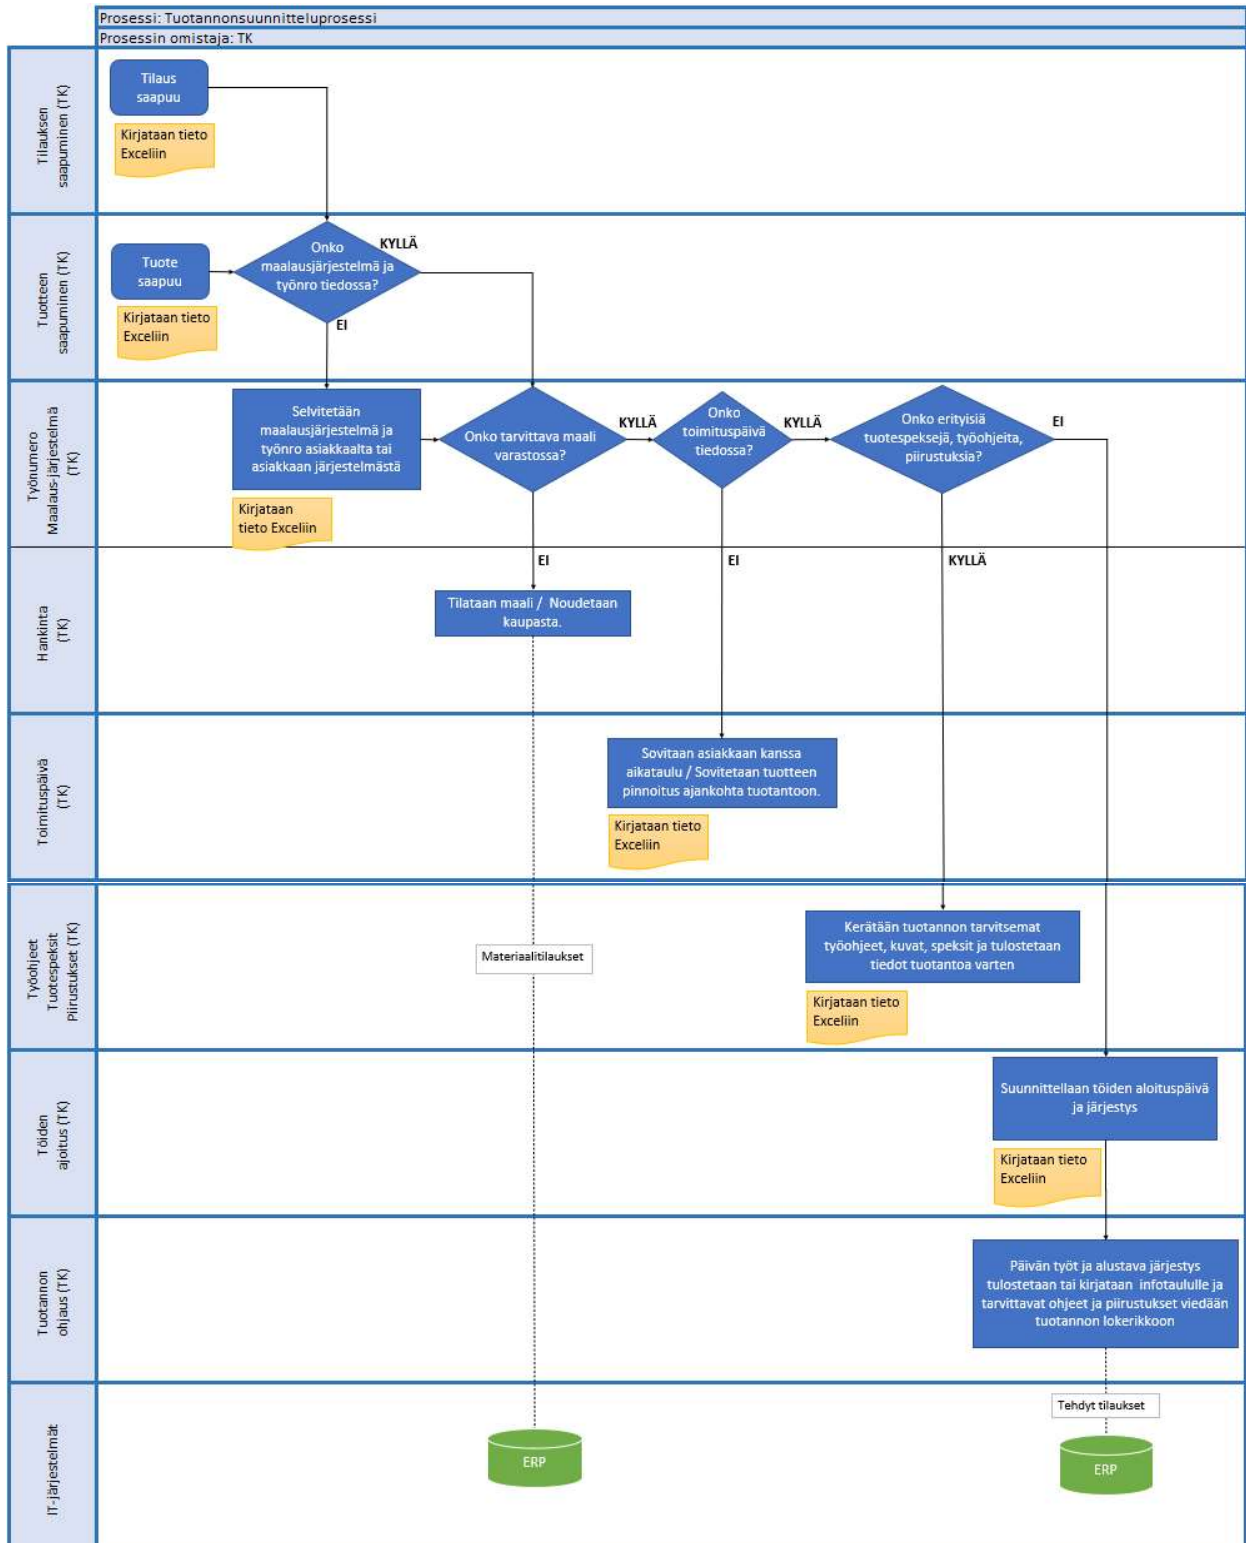 Prosessi: Tuotannonsuunnitteluprosessi
Prosessin omistaja: TK
Tilauksen
saapuminen (TK)
Tilaus
saapuu
Kirjataan tieto
Exceliin
Tuotteen
saapuminen (TK)
Tuote
saapuu
Kirjataan tieto
Exceliin
Onko
maalausjärjestelmä ja
työnro tiedossa?
KYLLÄ
EI
Työnumero
Maalaus-järjestelmä
(TK)
Selvitetään
maalausjärjestelmä ja
työnro asiakkaalta tai
asiakkaan järjestelmästä
Kirjataan
tieto Exceliin
Onko tarvittava maali
varastossa?
KYLLÄ
Onko
toimituspäivä
tiedossa?
KYLLÄ
Onko erityisiä
tuotespeksejä, työohjeita,
piirustuksia?
EI
Hankinta
(TK)
EI
EI
KYLLÄ
Tilataan maali / Noudetaan
kaupasta.
Toimituspäivä
(TK)
Sovitaan asiakkaan kanssa
aikataulu / Sovitetaan tuotteen
pinnoitus ajankohta tuotantoon.
Kirjataan tieto
Exceliin
Työohjeet
Tuotespeksit
Piirustukset (TK)
Materiaalitilaukset
Kerätään tuotannon tarvitsemat
työohjeet, kuvat, speksit ja tulostetaan
tiedot tuotantoa varten
Kirjataan tieto
Exceliin
Töiden
ajoitus (TK)
Suunnitellaan töiden aloituspäivä
ja järjestys
Kirjataan tieto
Exceliin
Tuotannon
ohjaus (TK)
Päivän työt ja alustava järjestys
tulostetaan tai kirjataan infotaululle ja
tarvittavat ohjeet ja piirustukset viedään
tuotannon lokerikkoon
IT-järjestelmät
ERP
Tehdyt tilaukset
ERP